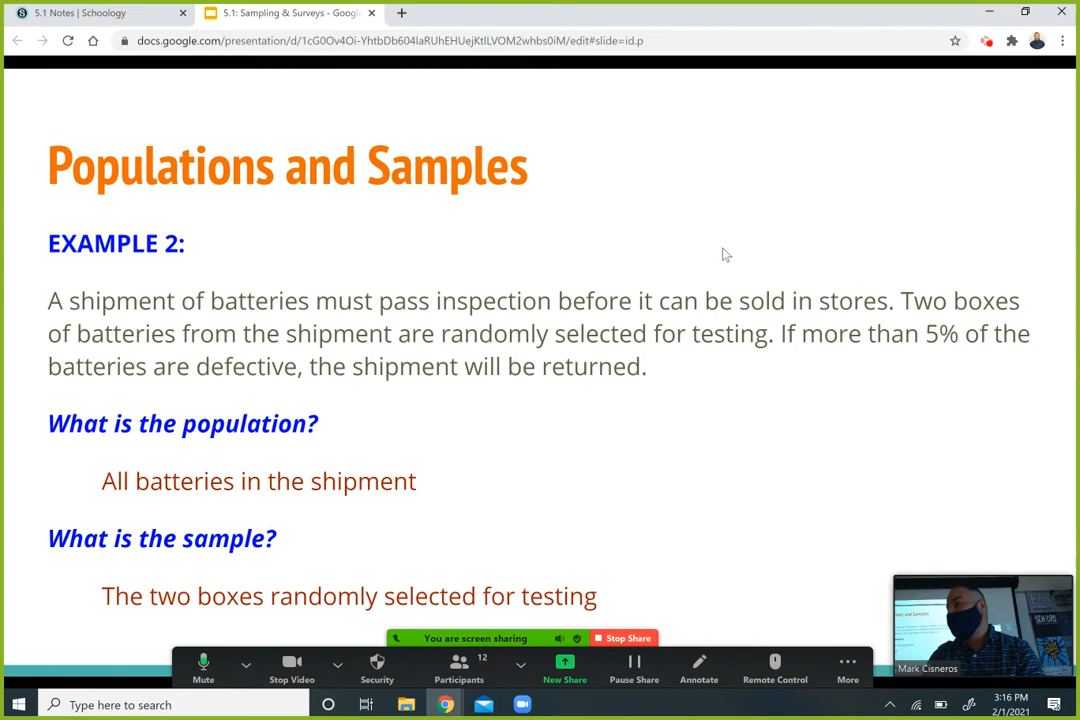 5.1 Notes | Schoology
5.1: Sampling & Surveys - Googl
docs.google.com/presentation/d/1cG0Ov4Oi-YhtbDb604laRUhEHUejKtlLVOM2whbs0iM/edit#slide=id.p
Populations and Samples
EXAMPLE 2:
A shipment of batteries must pass inspection before it can be sold in stores. Two boxes
of batteries from the shipment are randomly selected for testing. If more than 5% of the
batteries are defective, the shipment will be returned.
What is the population?
All batteries in the shipment
What is the sample?
The two boxes randomly selected for testing
You are screen sharing
Stop Share
Mute
Stop Video
Security
12
Participants
New Share
Pause Share
Annotate
Remote Control
More
Mark Cisneros
Type here to search
3:16 PM
2/1/2021